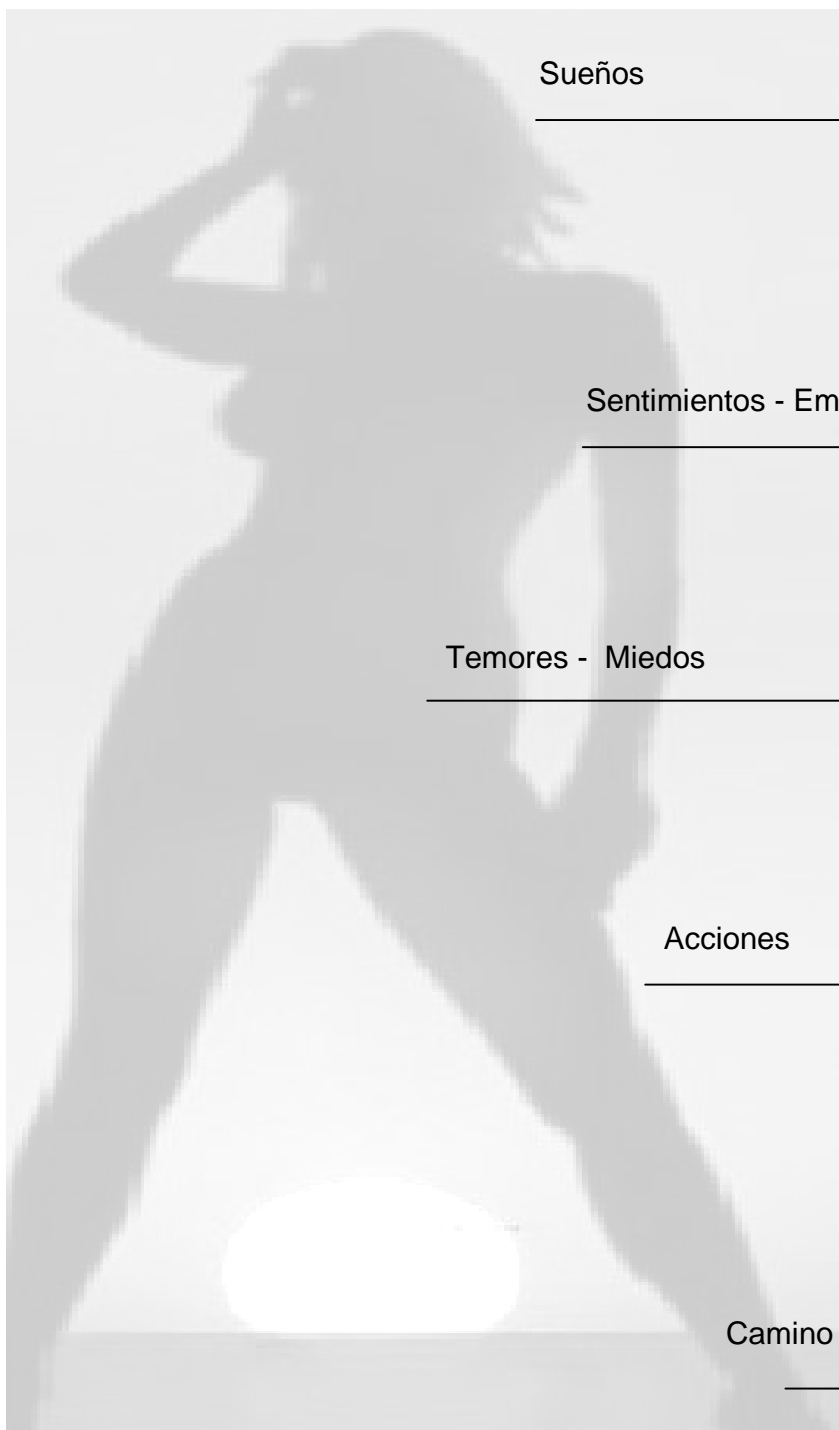 Sueños
Sentimientos - Em
Temores - Miedos
Acciones
Camino